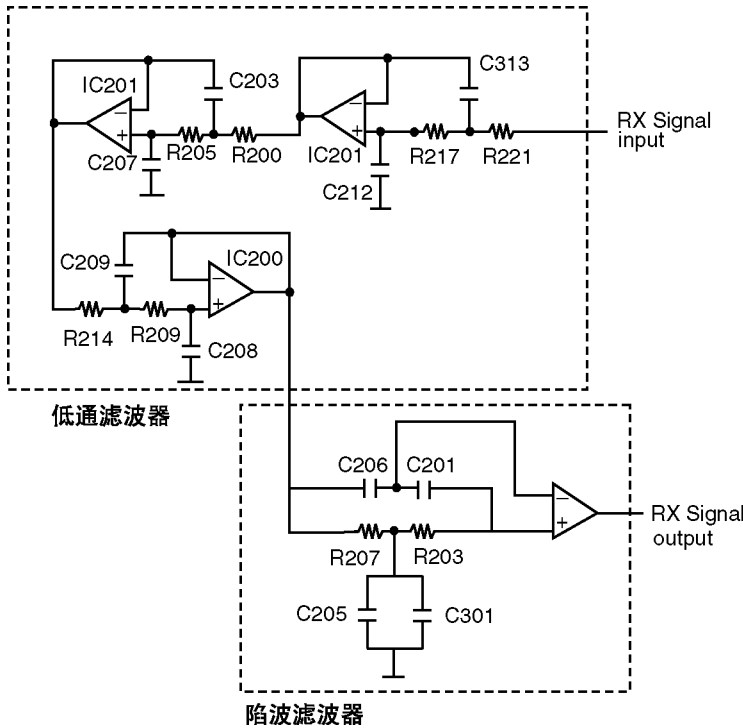 IC201
C203
C313
RX Signal
input
C207
R205
R200
IC201
R217
R221
C212
C209
IC200
R214
R209
C208
低通滤波器
C206
C201
R207
R203
RX Signal
output
C205
C301
陷波滤波器